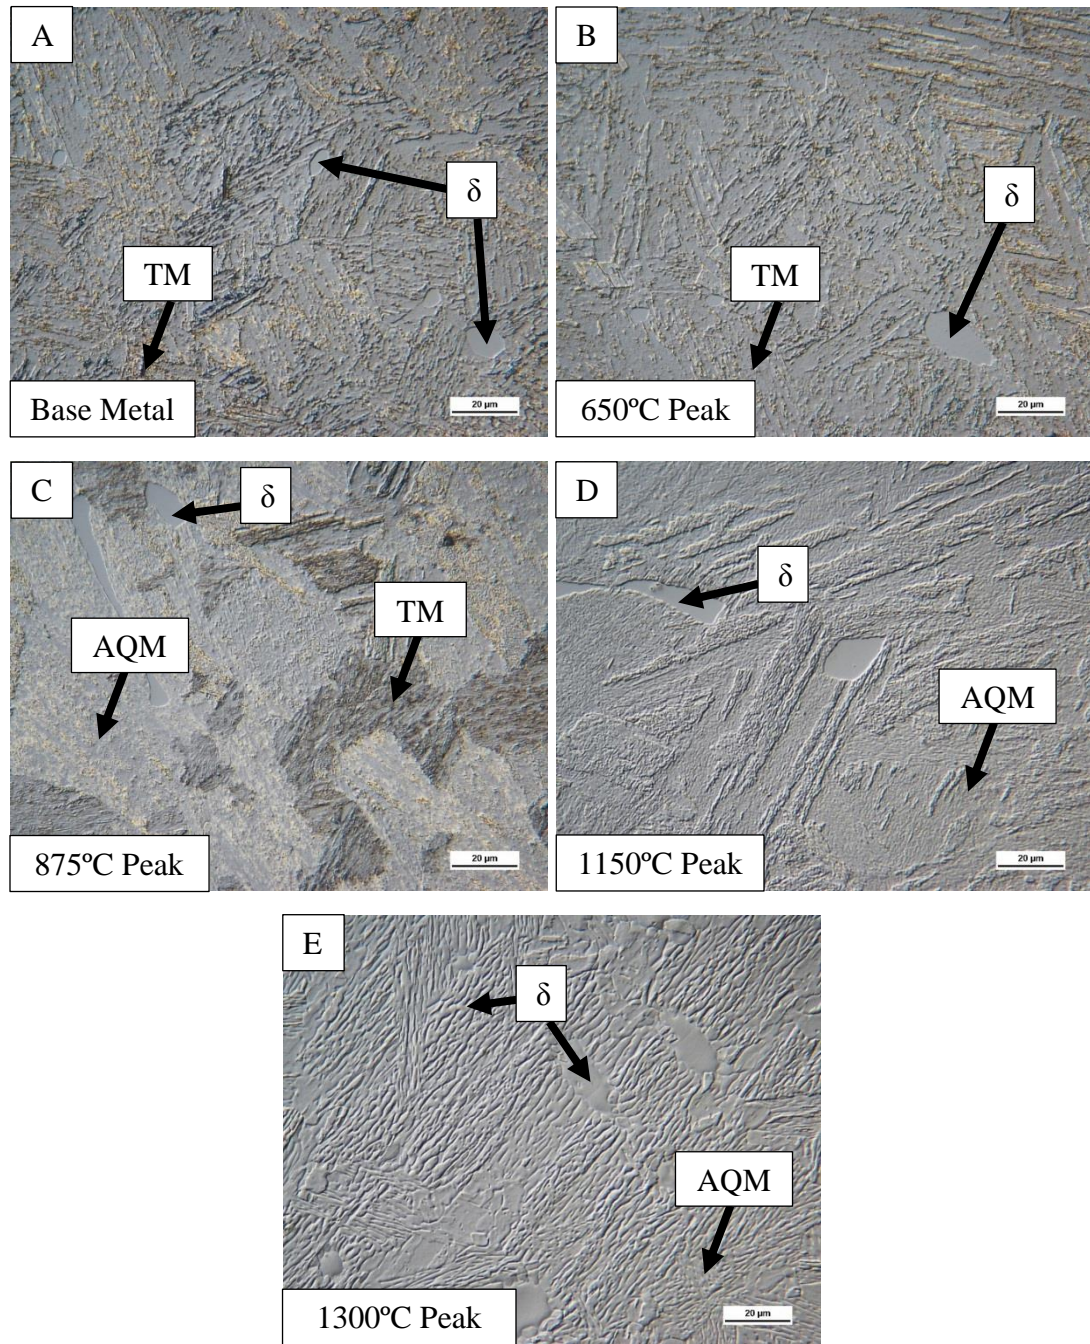 A
δ
TM
Base Metal
20 µm
B
δ
TM
650ºC Peak
20 µm
C
δ
TM
AQM
875ºC Peak
20 µm
D
δ
AQM
1150ºC Peak
20 µm
E
δ
AQM
1300ºC Peak
20 µm